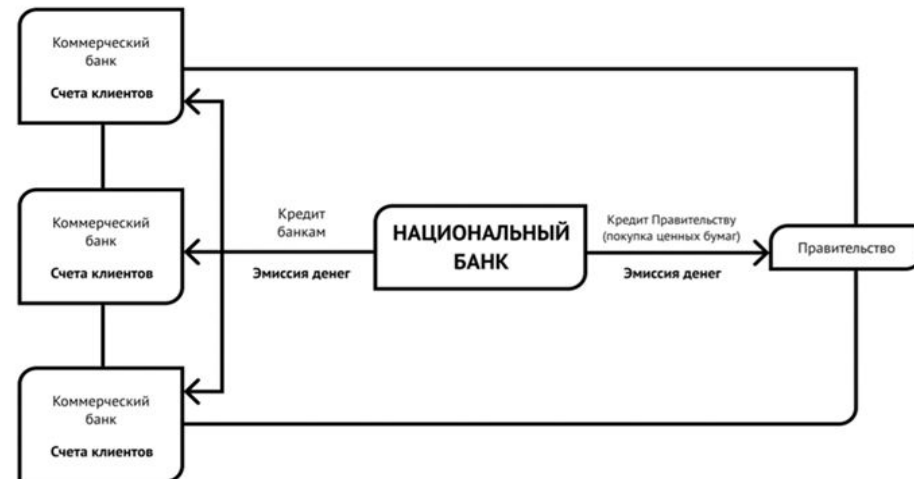 Коммерческий
банк
Счета клиентов
Коммерческий
банк
Счета клиентов
Кредит
банкам
Эмиссия денег
НАЦИОНАЛЬНЫЙ
БАНК
Кредит Правительству
(покупка ценных бумаг)
Эмиссия денег
Правительство
Коммерческий
банк
Счета клиентов